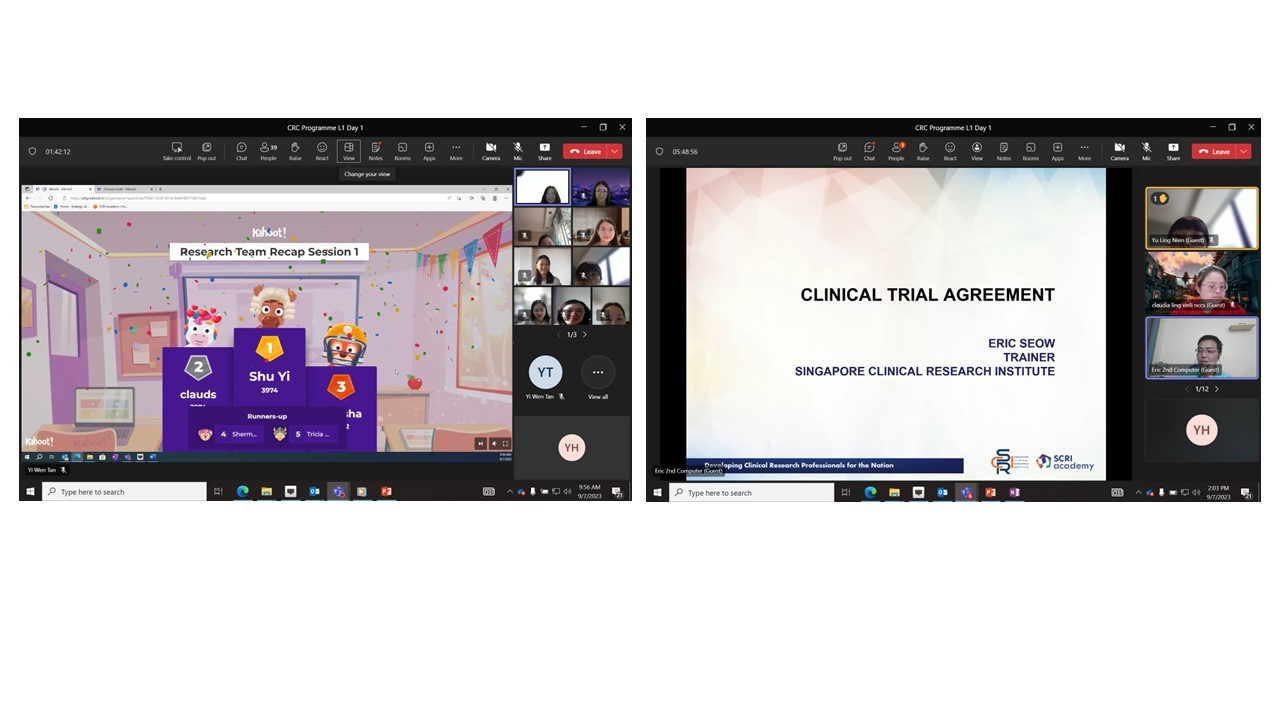 CRC Programme L1 Day 1
01:42:12
Take control
Pop out
Chat
People 39
Raise
React
View
Notes
Rooms
Apps
More
Camera
Mic
Share
Leave
Change your view
Kahoot!
Research Team Recap Session 1
1
Shu Yi
3974
2
clauds
3
sha
Runners-up
4 Sherm...
5 Tricia ...
Kahoot!
1/3
YT
Yi Wen Tan
View all
YH
Yi Wen Tan
Type here to search
9:56 AM
9/7/2023
CRC Programme L1 Day 1
05:48:56
Pop out
Chat
People
Raise
React
View
Notes
Rooms
Apps
More
Camera
Mic
Share
Leave
CLINICAL TRIAL AGREEMENT
ERIC SEOW
TRAINER
SINGAPORE CLINICAL RESEARCH INSTITUTE
Developing Clinical Research Professionals for the Nation
Eric 2nd Computer (Guest)
SCRI
academy
1
Yu Ling Nien (Guest)
claudia ling xinli nccs (Guest)
Eric 2nd Computer (Guest)
1/12
YH
Type here to search
2:03 PM
9/7/2023